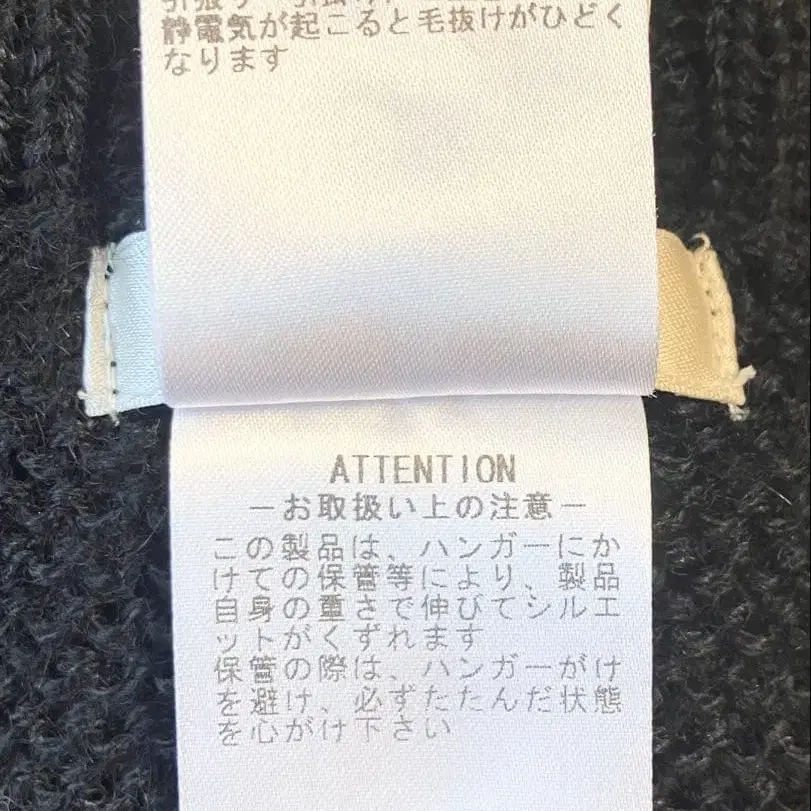 静電気が起こると毛抜けがひどく
なります
ATTENTION
－お取扱い上の注意－
この製品は、ハンガーにか
けての保管等により、製品
自身の重さで伸びてシルエ
ットがくずれます
保管の際は、ハンガーがけ
を避け、必ずたたんだ状態
を心がけ下さい